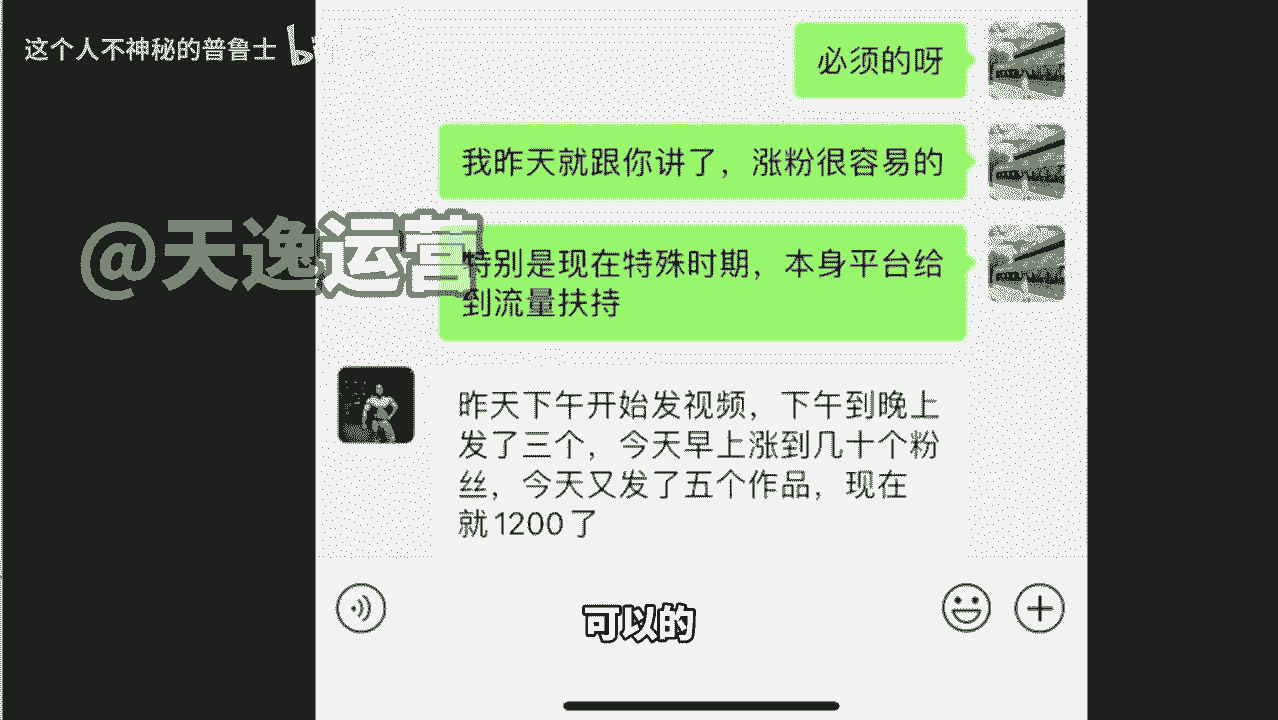 这个人不神秘的普鲁士
必须的呀
我昨天就跟你讲了，涨粉很容易的
@天逸运营
特别是现在特殊时期，本身平台给
到流量扶持
昨天下午开始发视频，下午到晚上
发了三个，今天早上涨到几十个粉
丝，今天又发了五个作品，现在
就1200了
可以的